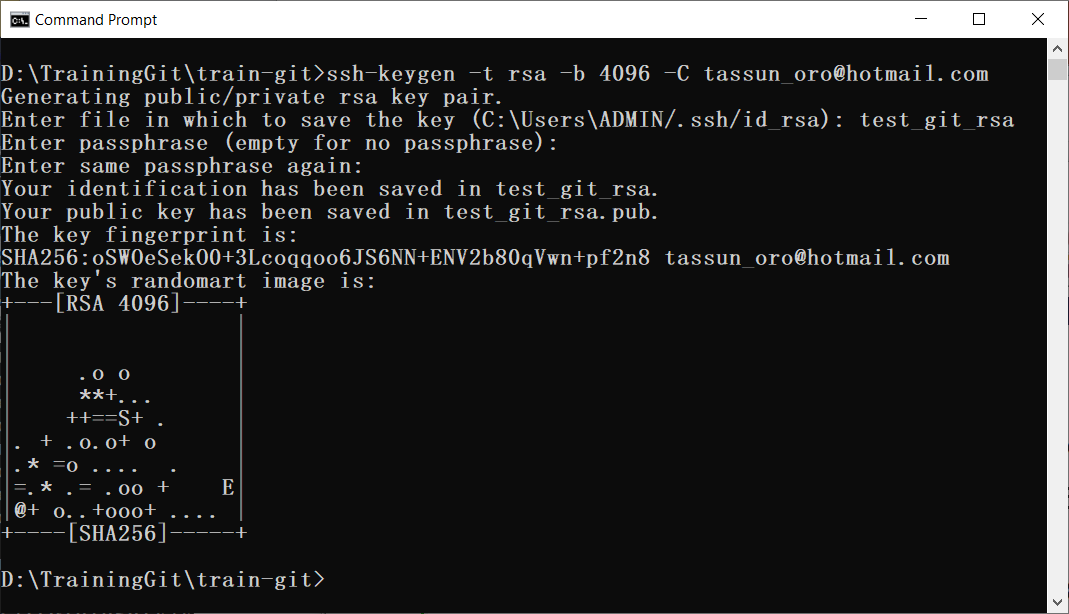 Command Prompt
D:\TrainingGit\train-git>ssh-keygen -t rsa -b 4096 -C tassun_oro@hotmail.com
Generating public/private rsa key pair.
Enter file in which to save the key (C:\Users\ADMIN/.ssh/id_rsa): test_git_rsa
Enter passphrase (empty for no passphrase):
Enter same passphrase again:
Your identification has been saved in test_git_rsa.
Your public key has been saved in test_git_rsa.pub.
The key fingerprint is:
SHA256:oSWOeSekOO+3Lcoqqoo6JS6NN+ENV2b8OqVwn+pf2n8 tassun_oro@hotmail.com
The key's randomart image is:
+---[RSA 4096]----+
|                 |
|                 |
|     .o o        |
|     **+...      |
|    ++==S+ .     |
|. + .o.o+ o      |
|.* =o ....  .    |
|=.* .= .oo +    E|
|@+ o..+ooo+ .... |
+----[SHA256]-----+
D:\TrainingGit\train-git>